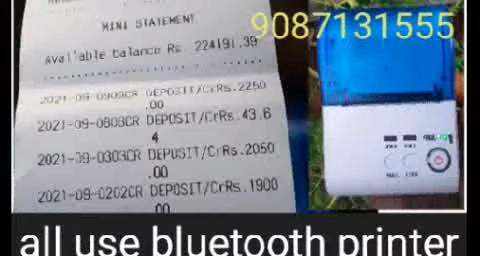 MINI STATEMENT
Available balance Rs. 224191.39
2021-09-0909CR DEPOSIT/CrRs.2250
.00
2021-09-0808CR DEPOSIT/CrRs.43.6
4
2021-09-0303CR DEPOSIT/CrRs.2050
.00
2021-09-0202CR DEPOSIT/CrRs.1900
.00
9087131555
all use bluetooth printer